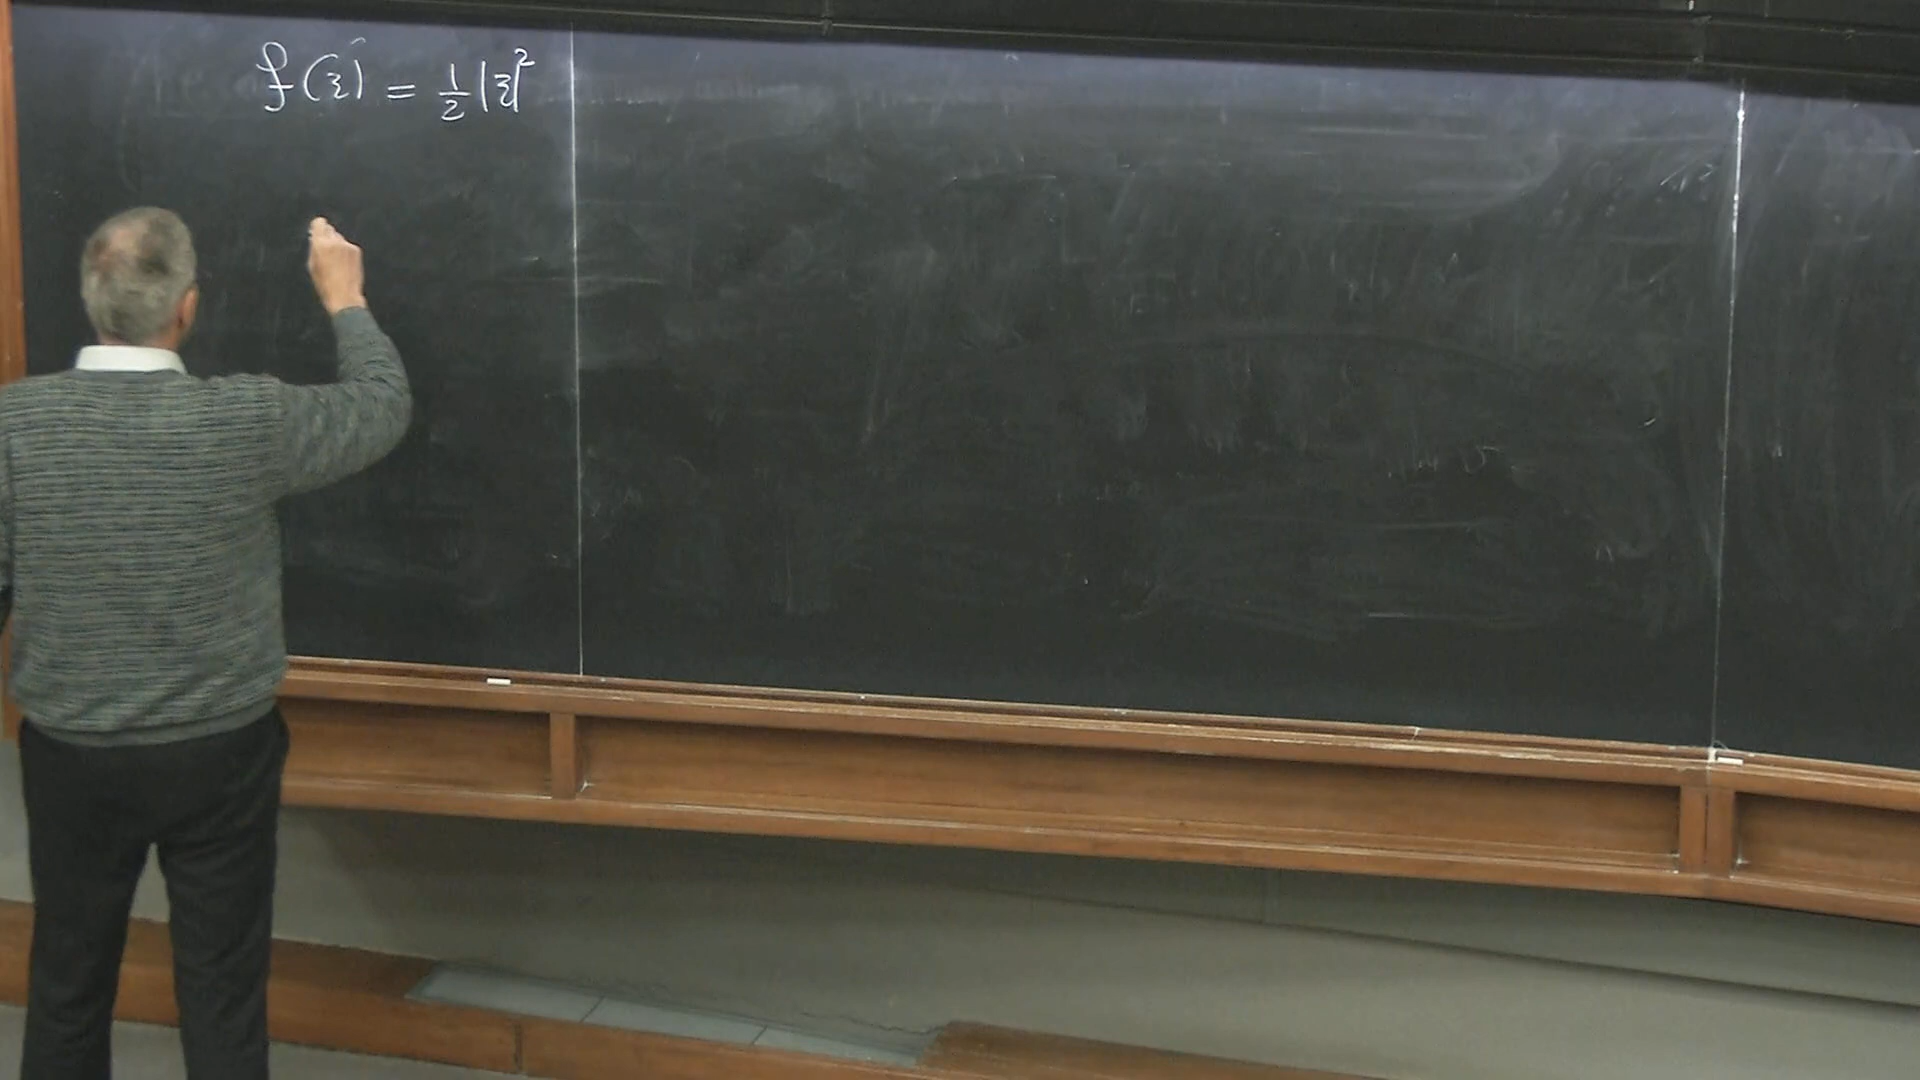 f(ξ) = 1/2 |ξ|²